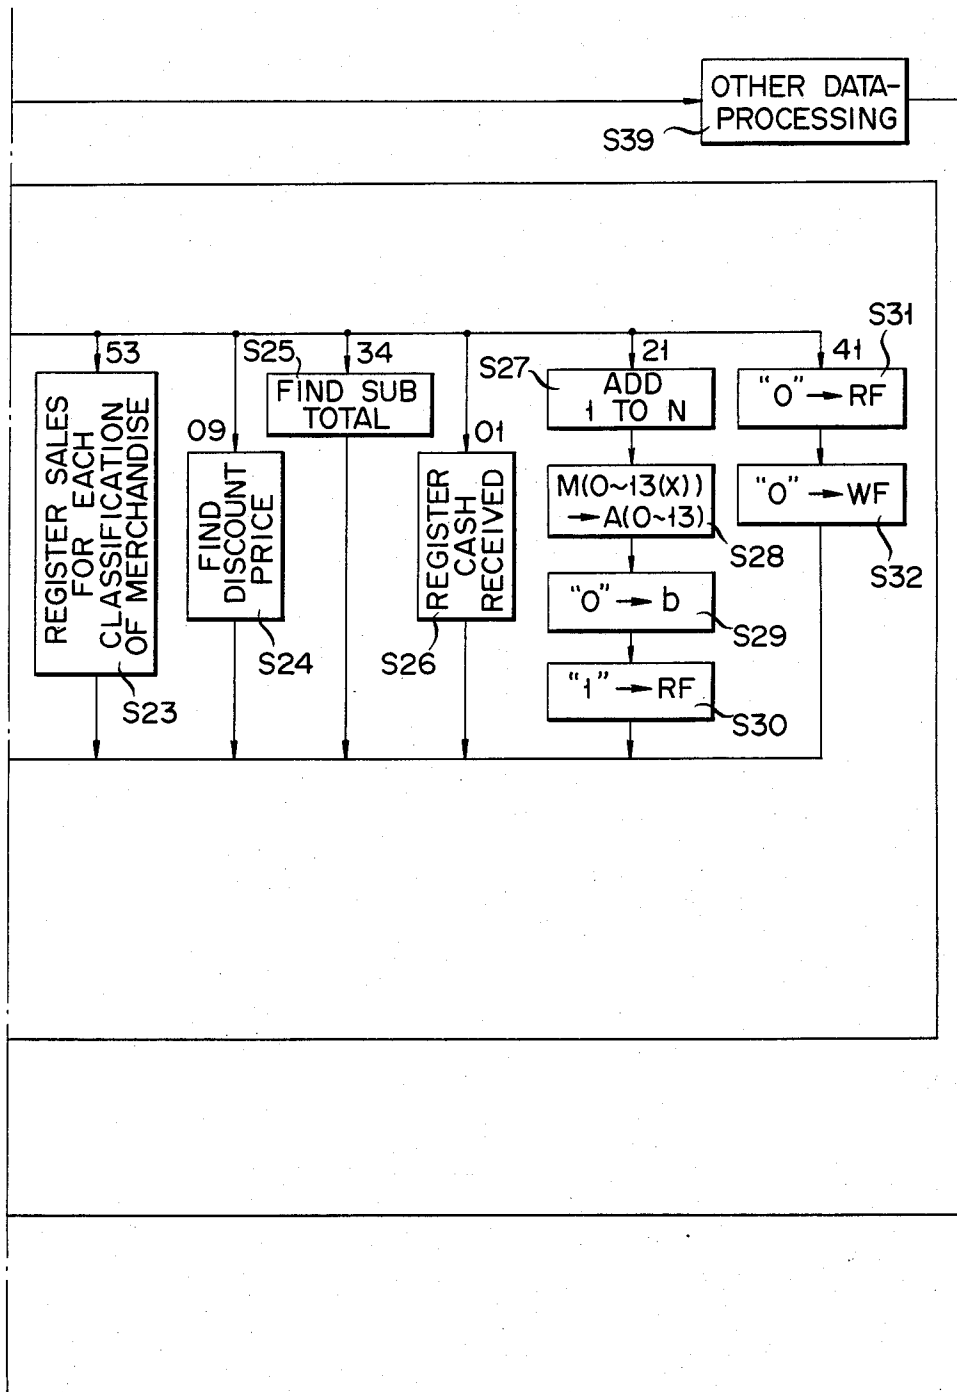 OTHER DATA-
PROCESSING
S39
S31
53
S25
34
S27
21
41
REGISTER SALES
FOR EACH
CLASSIFICATION
OF MERCHANDISE
S23
09
FIND
DISCOUNT
PRICE
S24
FIND SUB
TOTAL
01
REGISTER
CASH
RECEIVED
S26
ADD
1 TO N
M(0~13(X))
→A(0~13)
S28
"0"→b
S29
"1"→RF
S30
"0"→RF
"0"→WF
S32